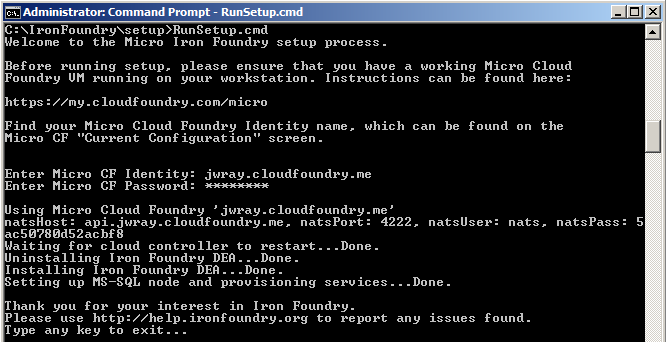 Administrator: Command Prompt - RunSetup.cmd
C:\IronFoundry\setup>RunSetup.cmd
Welcome to the Micro Iron Foundry setup process.
Before running setup, please ensure that you have a working Micro Cloud
Foundry VM running on your workstation. Instructions can be found here:
https://my.cloudfoundry.com/micro
Find your Micro Cloud Foundry Identity name, which can be found on the
Micro CF "Current Configuration" screen.
Enter Micro CF Identity: jwray.cloudfoundry.me
Enter Micro CF Password: ********
Using Micro Cloud Foundry 'jwray.cloudfoundry.me'
natsHost: api.jwray.cloudfoundry.me, natsPort: 4222, natsUser: nats, natsPass: 5
ac50780d52acbf8
Waiting for cloud controller to restart...Done.
Uninstalling Iron Foundry DEA...Done.
Installing Iron Foundry DEA...Done.
Setting up MS-SQL node and provisioning services...Done.
Thank you for your interest in Iron Foundry.
Please use http://help.ironfoundry.org to report any issues found.
Type any key to exit...